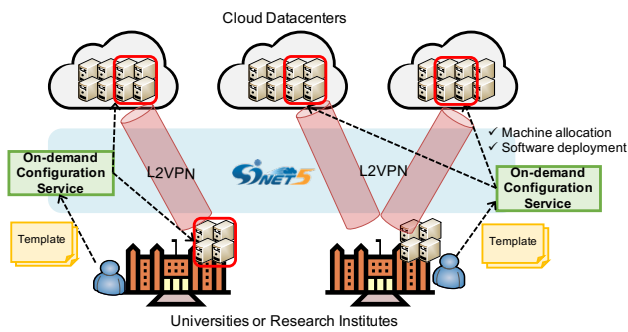 Cloud Datacenters
✓ Machine allocation
✓ Software deployment
On-demand
Configuration
Service
L2VPN
SINET5
L2VPN
On-demand
Configuration
Service
Template
Template
Universities or Research Institutes